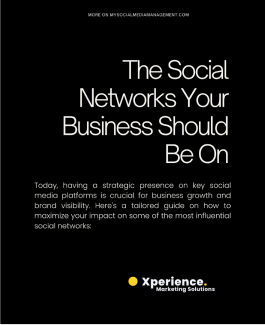 MORE ON MYSOCIALMEDIAMANAGEMENT.COM
The Social
Networks Your
Business Should
Be On
Today, having a strategic presence on key social
media platforms is crucial for business growth and
brand visibility. Here's a tailored guide on how to
maximize your impact on some of the most influential
social networks:
Xperience.
Marketing Solutions